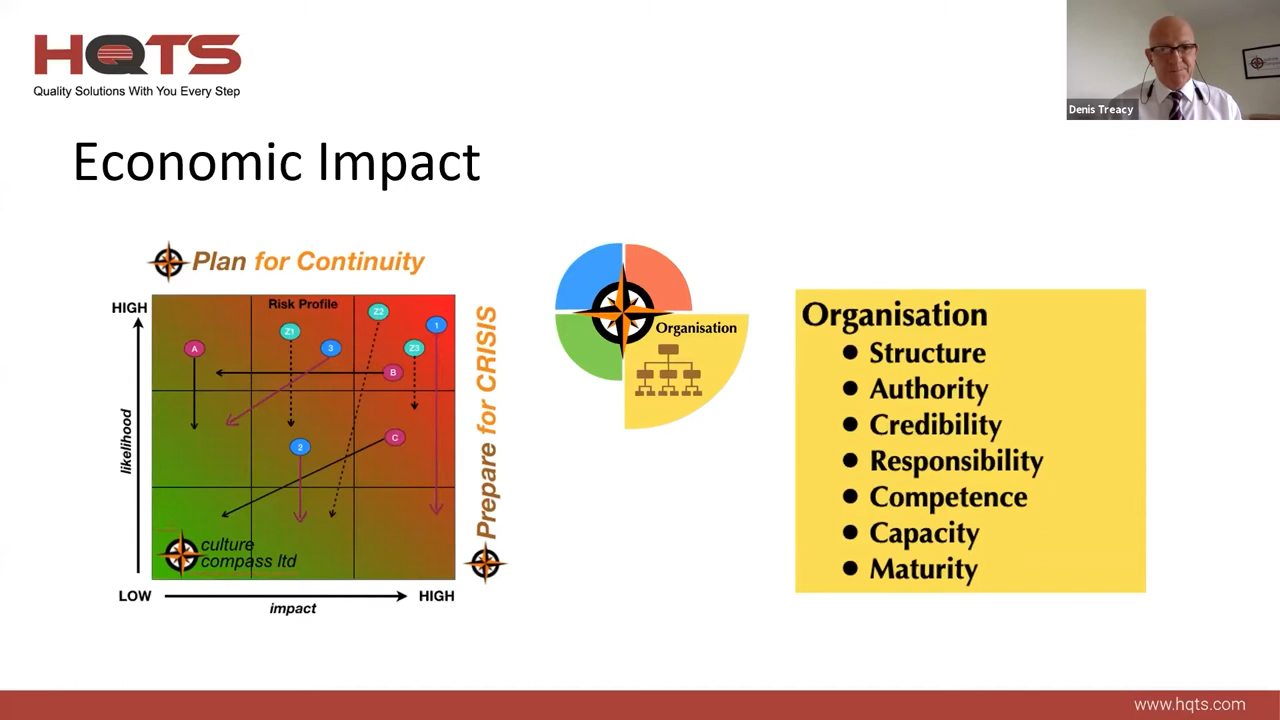 HQTS
Quality Solutions With You Every Step
Denis Treacy
Economic Impact
Plan for Continuity
HIGH
Risk Profile
Z2
Z1
1
A
3
Z3
B
C
2
likelihood
culture
compass ltd
LOW
impact
HIGH
Prepare for CRISIS
Organisation
Organisation
● Structure
● Authority
● Credibility
● Responsibility
● Competence
● Capacity
● Maturity
www.hqts.com